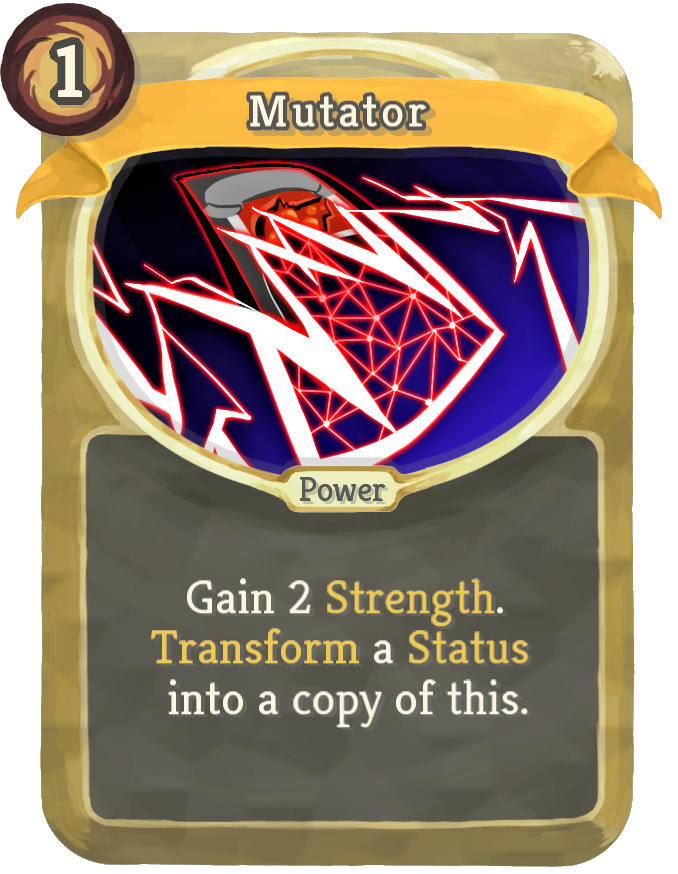 1
Mutator
Power
Gain 2 Strength.
Transform a Status
into a copy of this.